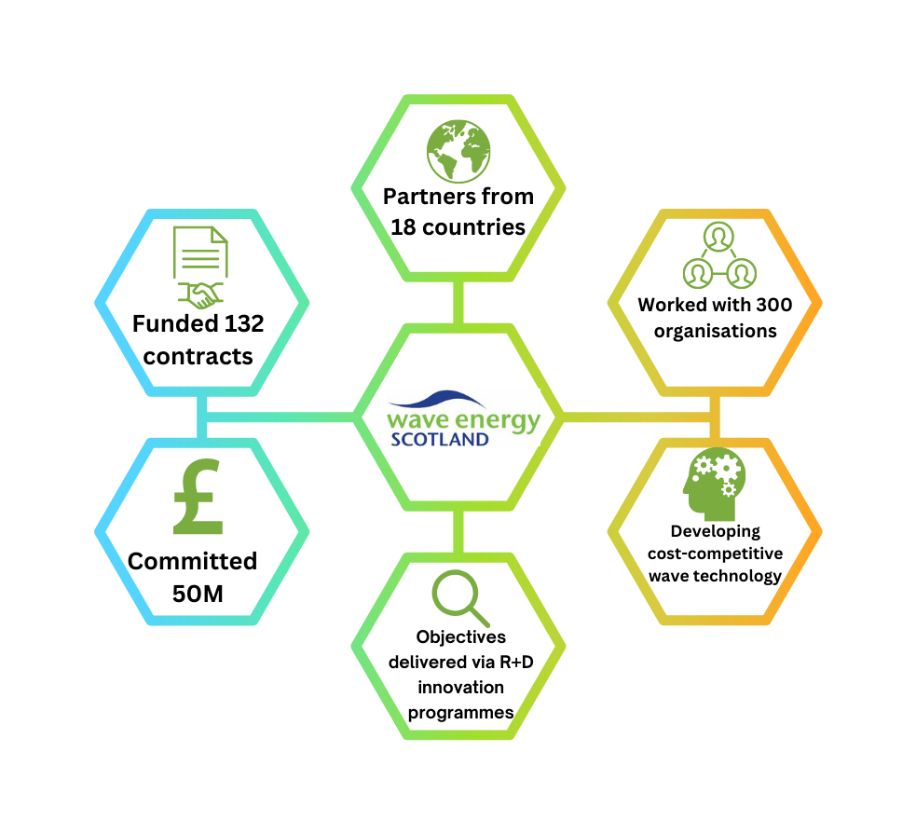 Partners from
18 countries
Funded 132
contracts
Worked with 300
organisations
wave energy
SCOTLAND
£
Committed
50M
Developing
cost-competitive
wave technology
Objectives
delivered via R+D
innovation
programmes